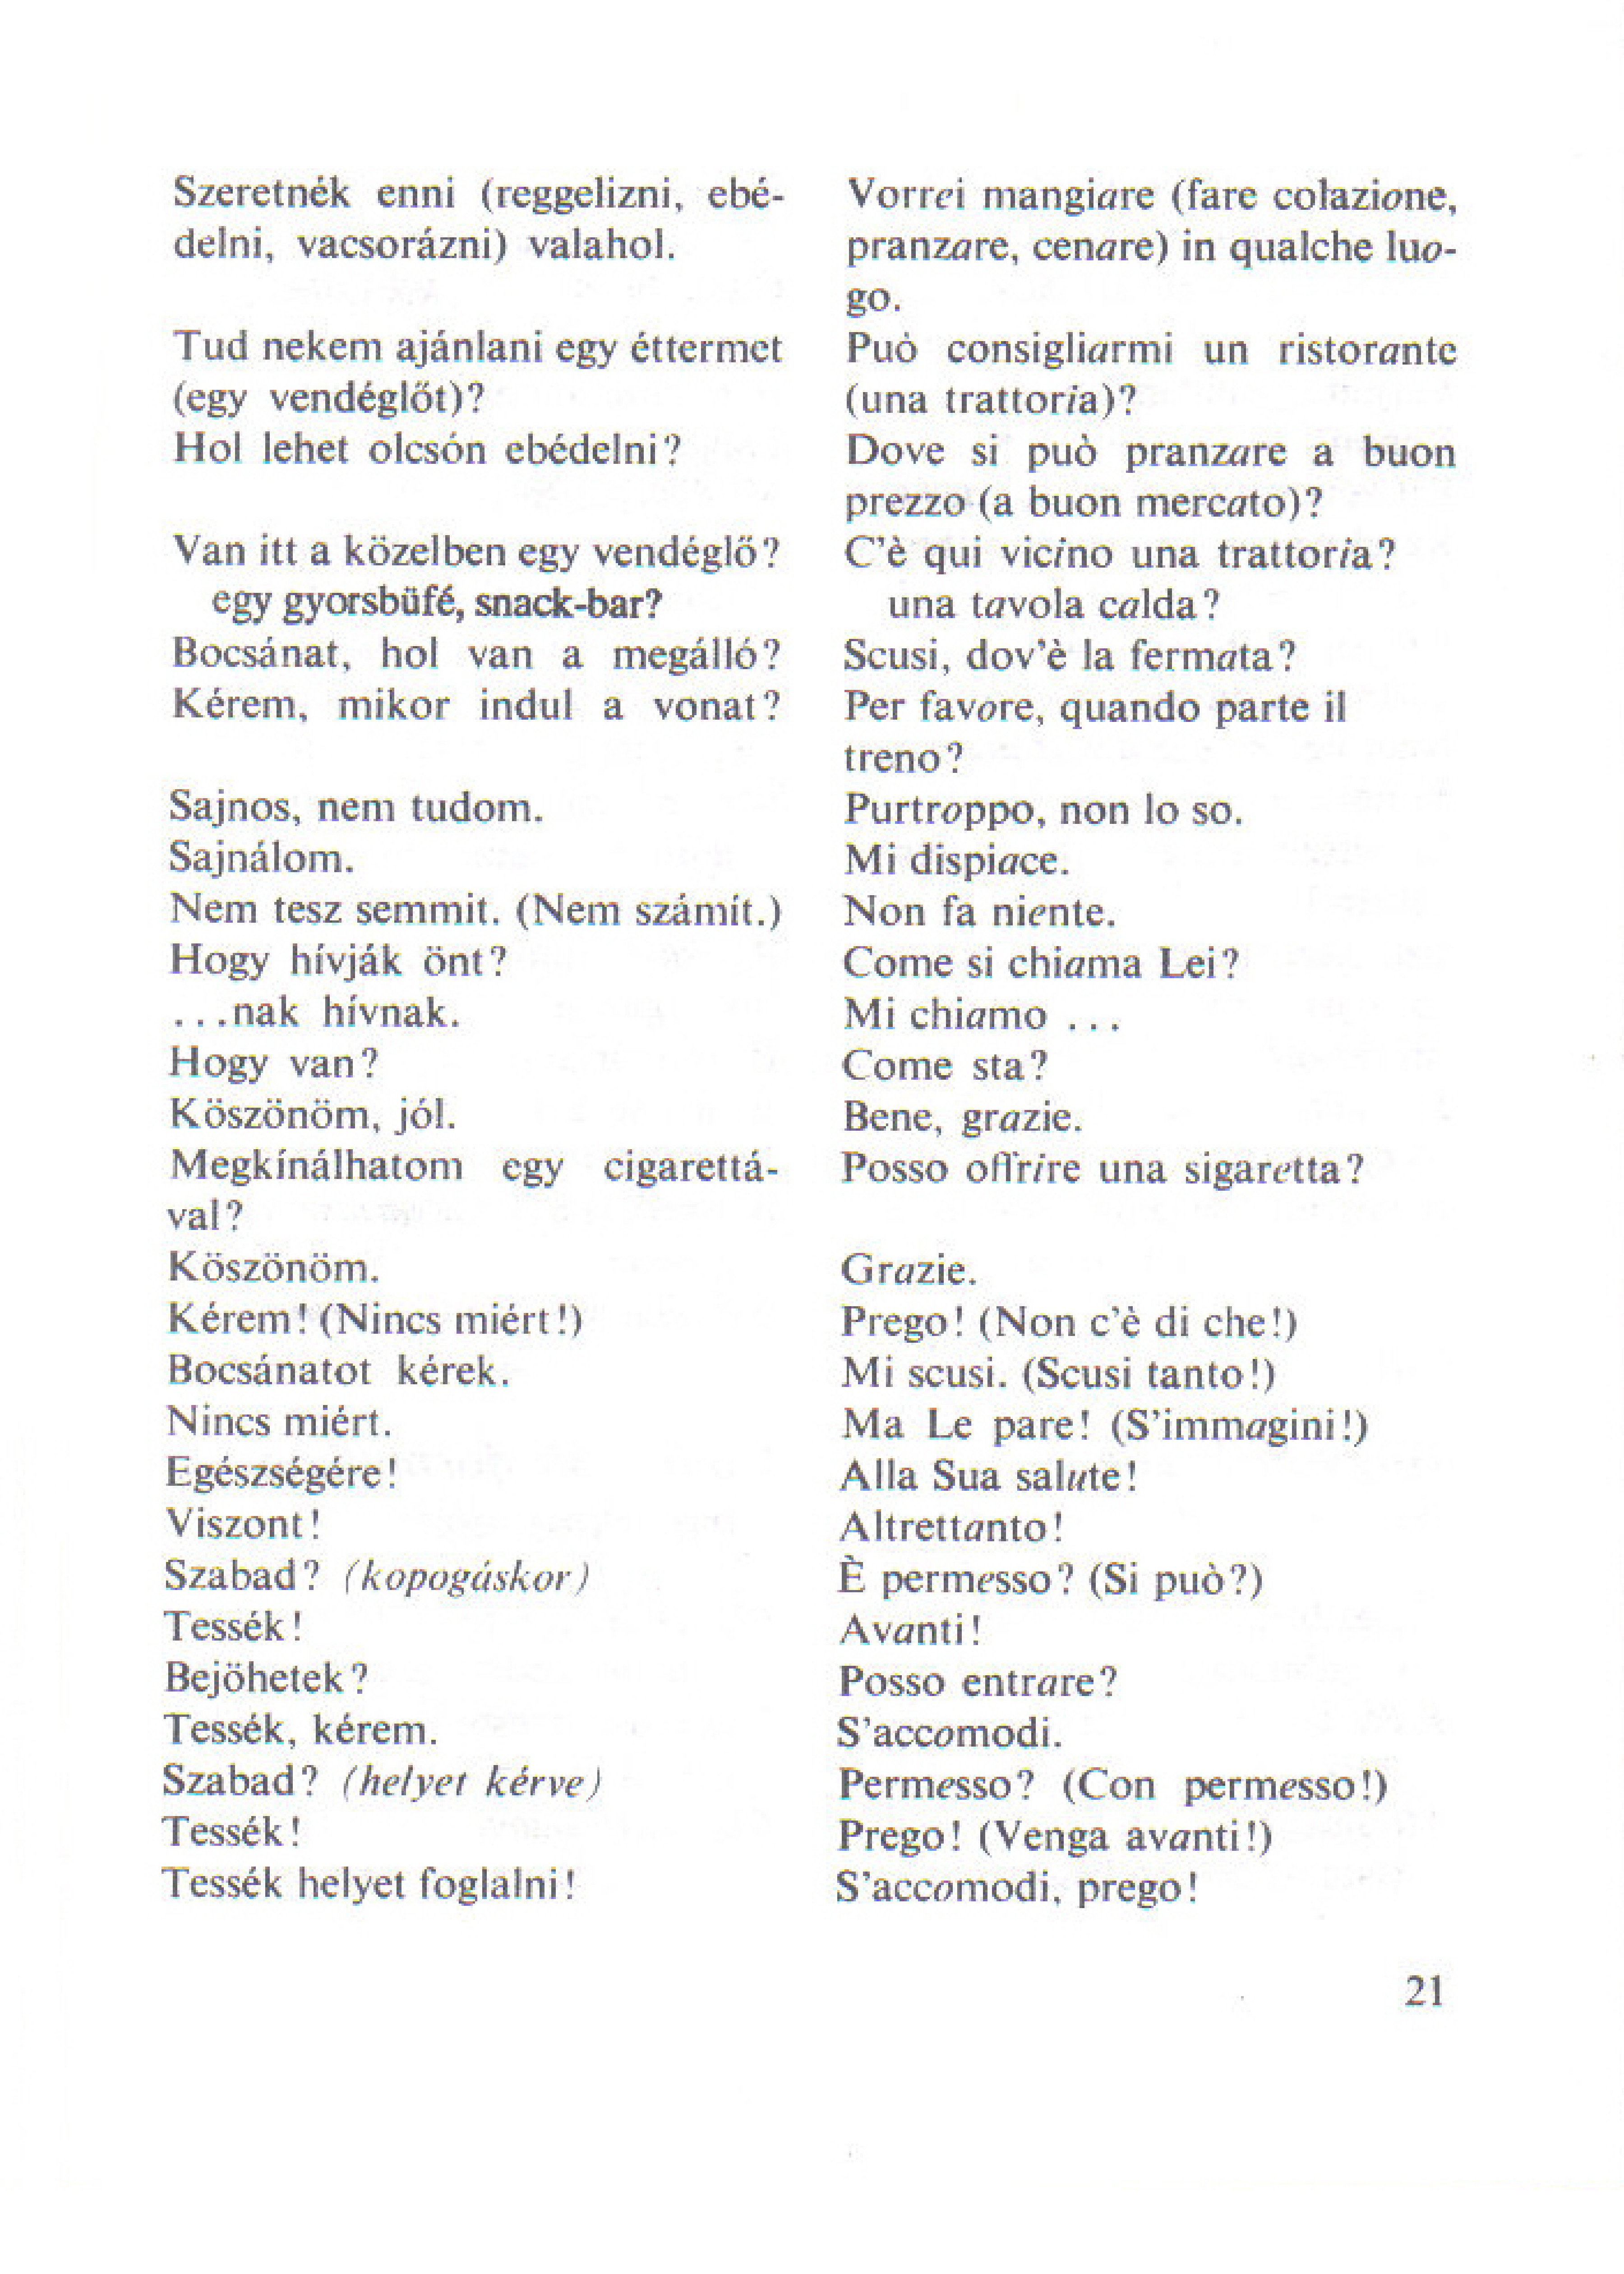 Szeretnék enni (reggelizni, ebé-
delni, vacsorázni) valahol.
Tud nekem ajánlani egy éttermet
(egy vendéglőt)?
Hol lehet olcsón ebédelni?
Van itt a közelben egy vendéglő?
egy gyorsbüfé, snack-bar?
Bocsánat, hol van a megálló?
Kérem, mikor indul a vonat?
Sajnos, nem tudom.
Sajnálom.
Nem tesz semmit. (Nem számít.)
Hogy hívják önt?
...nak hívnak.
Hogy van?
Köszönöm, jól.
Megkínálhatom egy cigarettá-
val?
Köszönöm.
Kérem! (Nincs miért!)
Bocsánatot kérek.
Nincs miért.
Egészségére!
Viszont!
Szabad? (kopogáskor)
Tessék!
Bejöhetek?
Tessék, kérem.
Szabad? (helyet kérve)
Tessék!
Tessék helyet foglalni!
Vorrei mangiare (fare colazione,
pranzare, cenare) in qualche luo-
go.
Può consigliarmi un ristorante
(una trattoria)?
Dove si può pranzare a buon
prezzo (a buon mercato)?
C'è qui vicino una trattoria?
una tavola calda?
Scusi, dov'è la fermata?
Per favore, quando parte il
treno?
Purtroppo, non lo so.
Mi dispiace.
Non fa niente.
Come si chiama Lei?
Mi chiamo ...
Come sta?
Bene, grazie.
Posso offrire una sigaretta?
Grazie.
Prego! (Non c'è di che!)
Mi scusi. (Scusi tanto!)
Ma Le pare! (S'immagini!)
Alla Sua salute!
Altrettanto!
È permesso? (Si può?)
Avanti!
Posso entrare?
S'accomodi.
Permesso? (Con permesso!)
Prego! (Venga avanti!)
S'accomodi, prego!
21